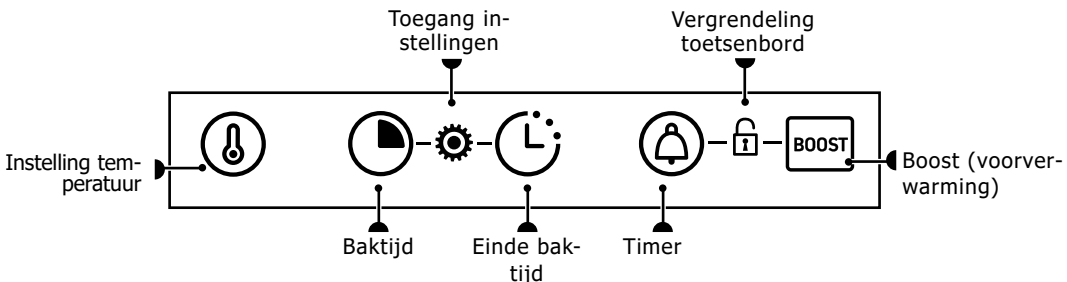 Toegang in-
stellingen
Vergrendeling
toetsenbord
Instelling tem-
peratuur
BOOST
Boost (voorver-
warming)
Baktijd
Einde bak-
tijd
Timer